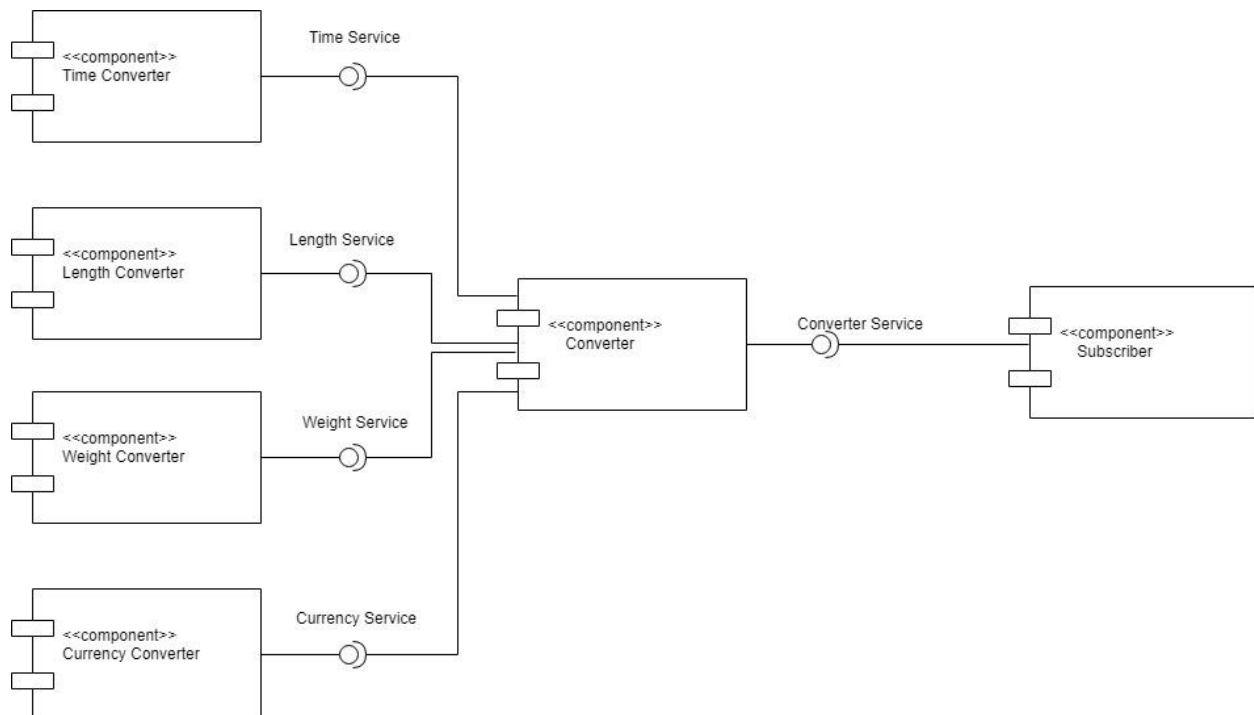 Time Service
<<component>>
Time Converter
Length Service
<<component>>
Length Converter
<<component>>
Converter
Converter Service
<<component>>
Subscriber
Weight Service
<<component>>
Weight Converter
Currency Service
<<component>>
Currency Converter